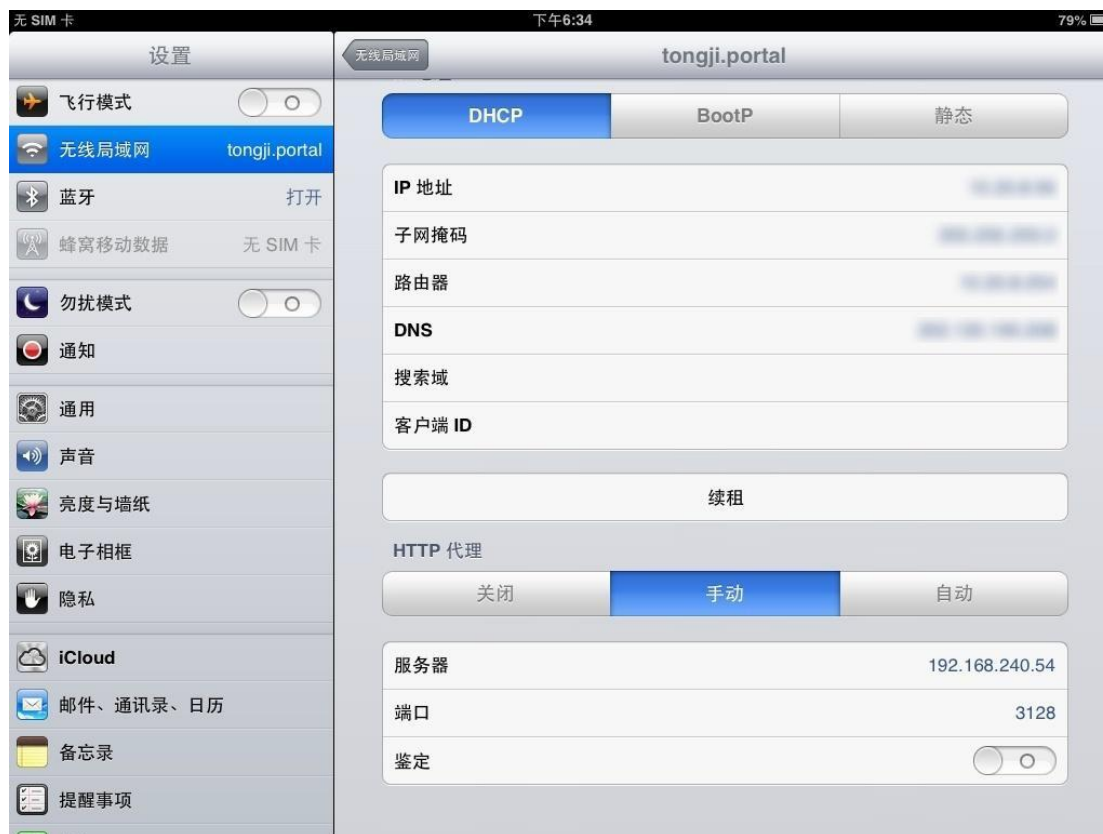 无 SIM 卡 下午6:34 79%
设置
飞行模式
无线局域网 tongji.portal
蓝牙 打开
蜂窝移动数据 无 SIM 卡
勿扰模式
通知
通用
声音
亮度与墙纸
电子相框
隐私
iCloud
邮件、通讯录、日历
备忘录
提醒事项
无线局域网 tongji.portal
DHCP BootP 静态
IP 地址
子网掩码
路由器
DNS
搜索域
客户端 ID
续租
HTTP 代理
关闭 手动 自动
服务器 192.168.240.54
端口 3128
鉴定